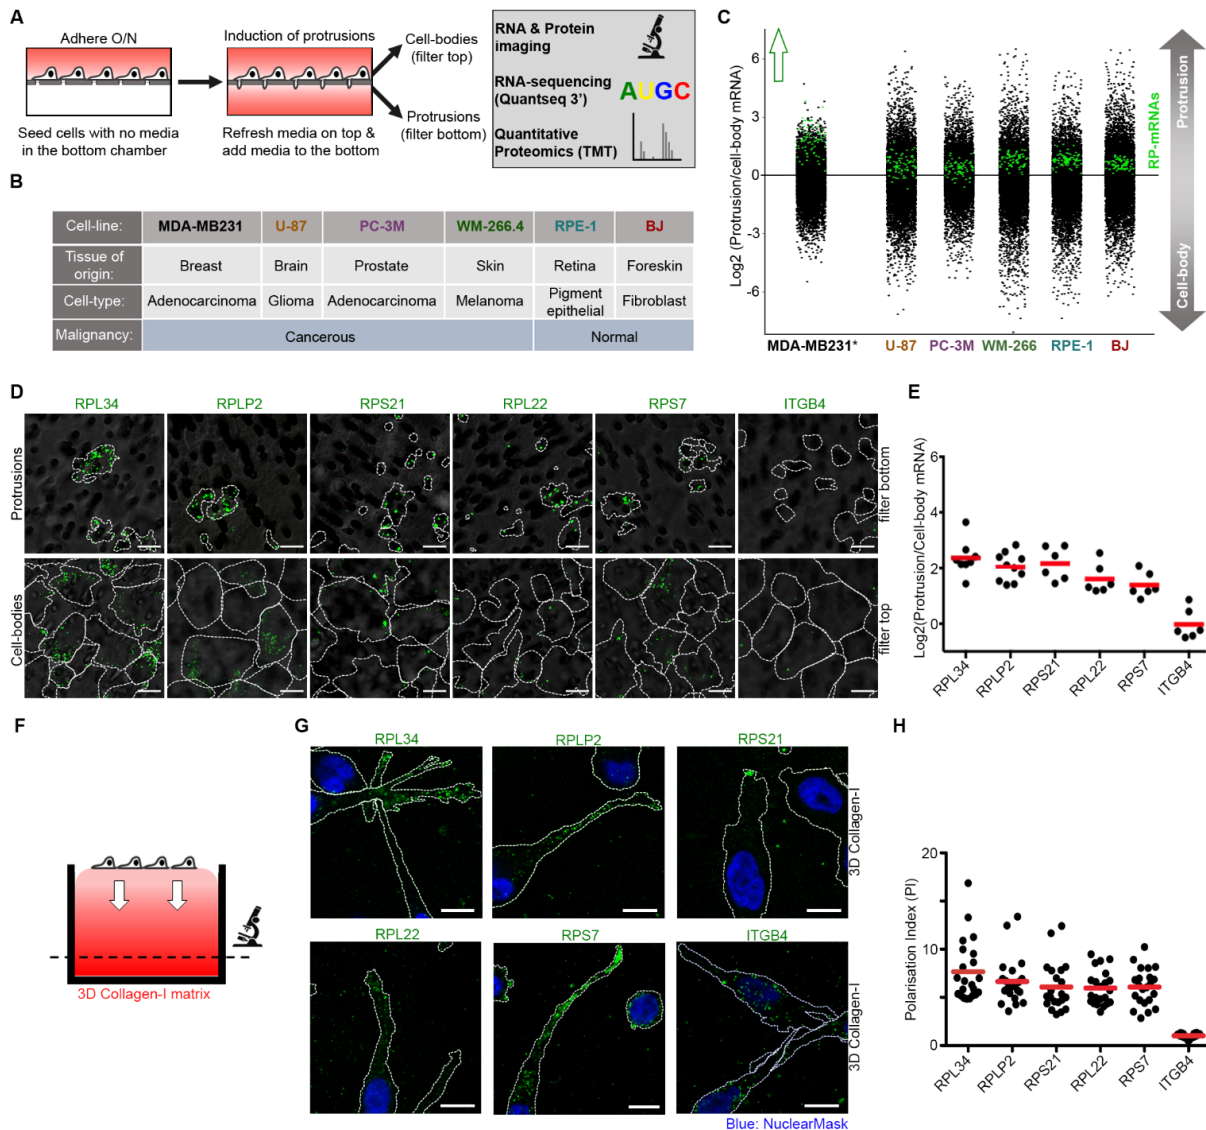 A
Adhere O/N
Seed cells with no media
in the bottom chamber
Induction of protrusions
Refresh media on top &
add media to the bottom
Cell-bodies
(filter top)
Protrusions
(filter bottom)
RNA & Protein
imaging
RNA-sequencing
(Quantseq 3')
AUGC
Quantitative
Proteomics (TMT)
B
Cell-line: MDA-MB231 U-87 PC-3M WM-266.4 RPE-1 BJ
Tissue of
origin: Breast Brain Prostate Skin Retina Foreskin
Cell-type: Adenocarcinoma Glioma Adenocarcinoma Melanoma Pigment
epithelial Fibroblast
Malignancy: Cancerous Normal
C
Log2 (Protrusion/cell-body mRNA)
6
3
0
-3
-6
MDA-MB231* U-87 PC-3M WM-266 RPE-1 BJ
RP-mRNAs
Protrusion
Cell-body
D
RPL34 RPLP2 RPS21 RPL22 RPS7 ITGB4
Protrusions
filter bottom
Cell-bodies
filter top
E
Log2(Protrusion/Cell-body mRNA)
6
4
2
0
RPL34 RPLP2 RPS21 RPL22 RPS7 ITGB4
F
3D Collagen-I matrix
G
RPL34 RPLP2 RPS21
3D Collagen-I
RPL22 RPS7 ITGB4
3D Collagen-I
Blue: NuclearMask
H
Polarisation Index (PI)
20
10
0
RPL34 RPLP2 RPS21 RPL22 RPS7 ITGB4